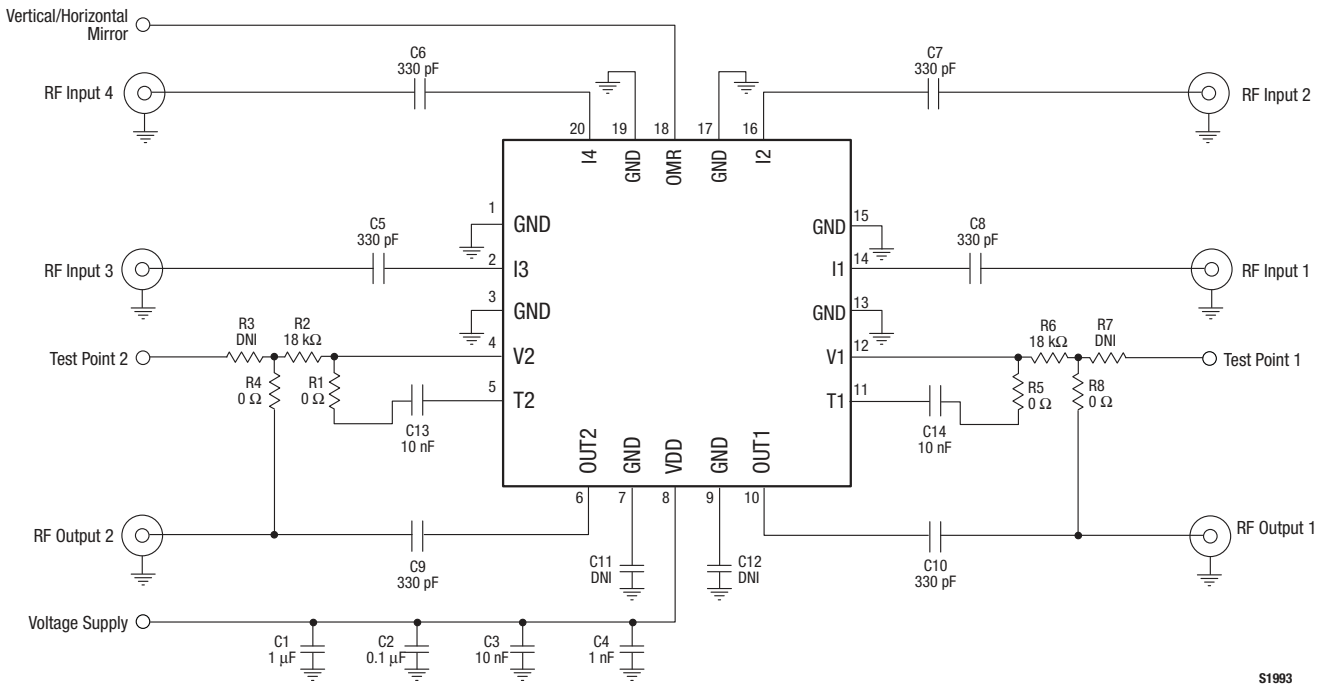 Vertical/Horizontal
Mirror
C6
330 pF
C7
330 pF
RF Input 4
RF Input 2
20
19
18
17
16
I4
GND
OMR
GND
I2
1
GND
GND
15
C5
330 pF
C8
330 pF
RF Input 3
2
I3
I1
14
RF Input 1
3
GND
GND
13
R3
DNI
R2
18 kΩ
R6
18 kΩ
R7
DNI
Test Point 2
4
V2
V1
12
Test Point 1
R4
0 Ω
R1
0 Ω
R5
0 Ω
R8
0 Ω
5
T2
T1
11
C13
10 nF
C14
10 nF
OUT2
GND
VDD
GND
OUT1
6
7
8
9
10
RF Output 2
RF Output 1
C9
330 pF
C11
DNI
C12
DNI
C10
330 pF
Voltage Supply
C1
1 µF
C2
0.1 µF
C3
10 nF
C4
1 nF
S1993